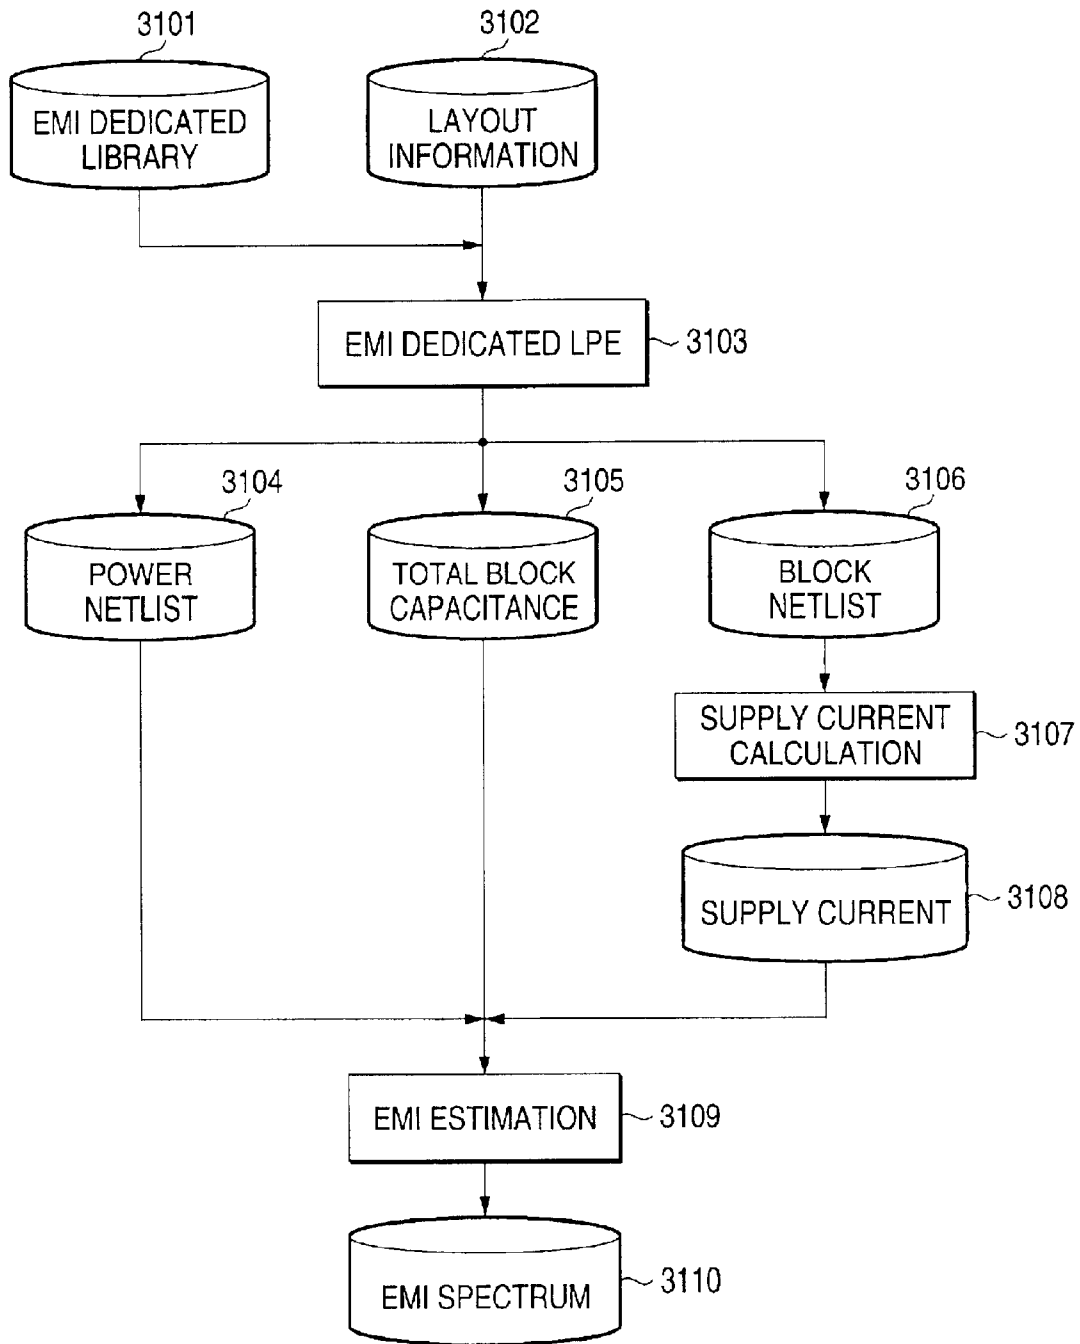 3101
3102
EMI DEDICATED
LIBRARY
LAYOUT
INFORMATION
EMI DEDICATED LPE
3103
3104
3105
3106
POWER
NETLIST
TOTAL BLOCK
CAPACITANCE
BLOCK
NETLIST
SUPPLY CURRENT
CALCULATION
3107
SUPPLY CURRENT
3108
EMI ESTIMATION
3109
EMI SPECTRUM
3110